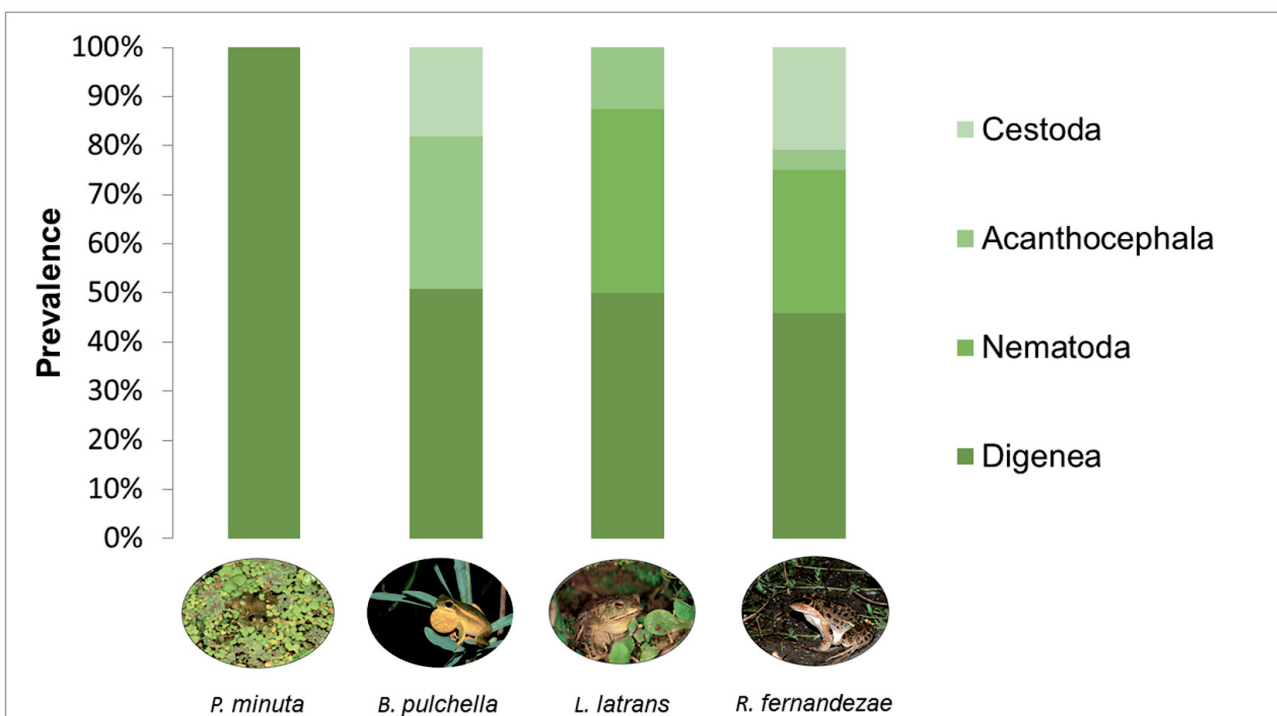 Prevalence
100%
90%
80%
70%
60%
50%
40%
30%
20%
10%
0%
Cestoda
Acanthocephala
Nematoda
Digenea
P. minuta
B. pulchella
L. latrans
R. fernandezae